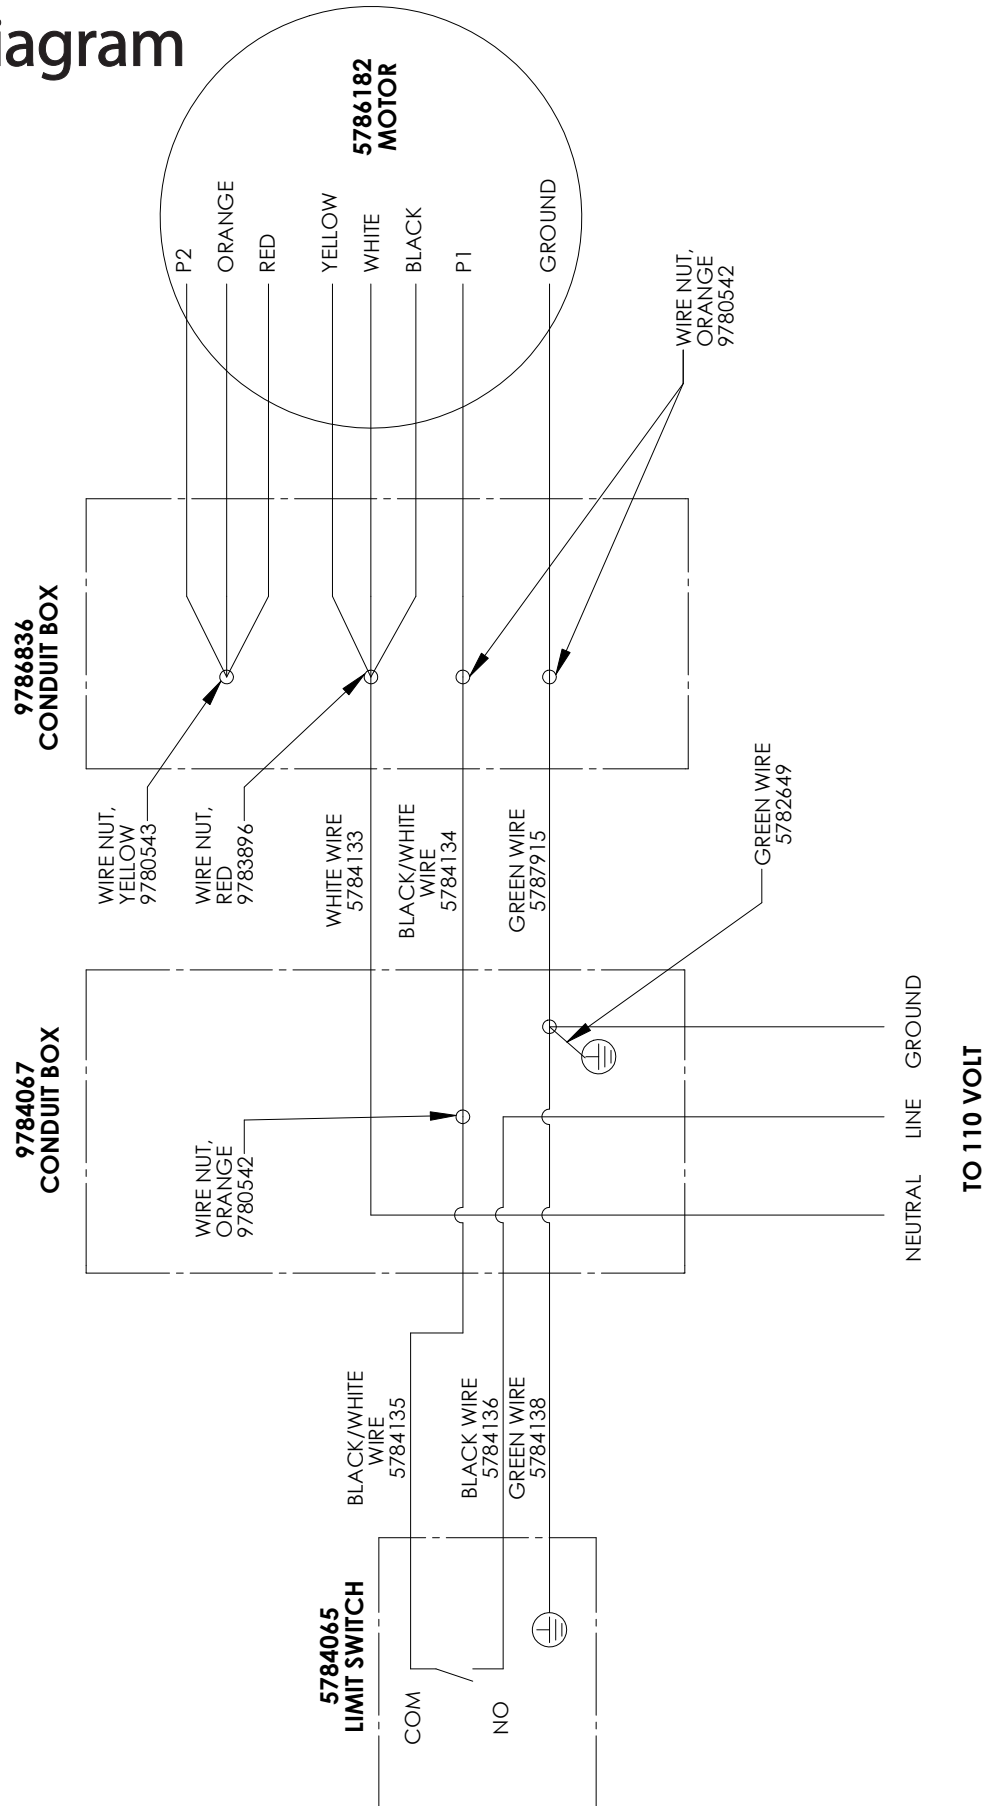 iagram
5786182
MOTOR
P2
ORANGE
RED
YELLOW
WHITE
BLACK
P1
GROUND
WIRE NUT,
ORANGE
9780542
9786836
CONDUIT BOX
WIRE NUT,
YELLOW
9780543
WIRE NUT,
RED
9783896
WHITE WIRE
5784133
BLACK/WHITE
WIRE
5784134
GREEN WIRE
5787915
GREEN WIRE
5782649
9784067
CONDUIT BOX
WIRE NUT,
ORANGE
9780542
NEUTRAL
LINE
GROUND
TO 110 VOLT
BLACK/WHITE
WIRE
5784135
BLACK WIRE
5784136
GREEN WIRE
5784138
5784065
LIMIT SWITCH
COM
NO